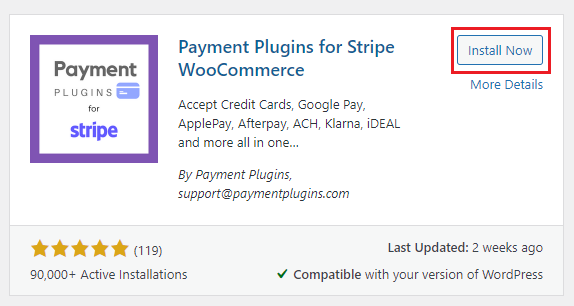 Payment
PLUGINS
for
stripe
Payment Plugins for Stripe
WooCommerce
Install Now
More Details
Accept Credit Cards, Google Pay,
ApplePay, Afterpay, ACH, Klarna, iDEAL
and more all in one...
By Payment Plugins,
support@paymentplugins.com
(119)
Last Updated: 2 weeks ago
90,000+ Active Installations
Compatible with your version of WordPress